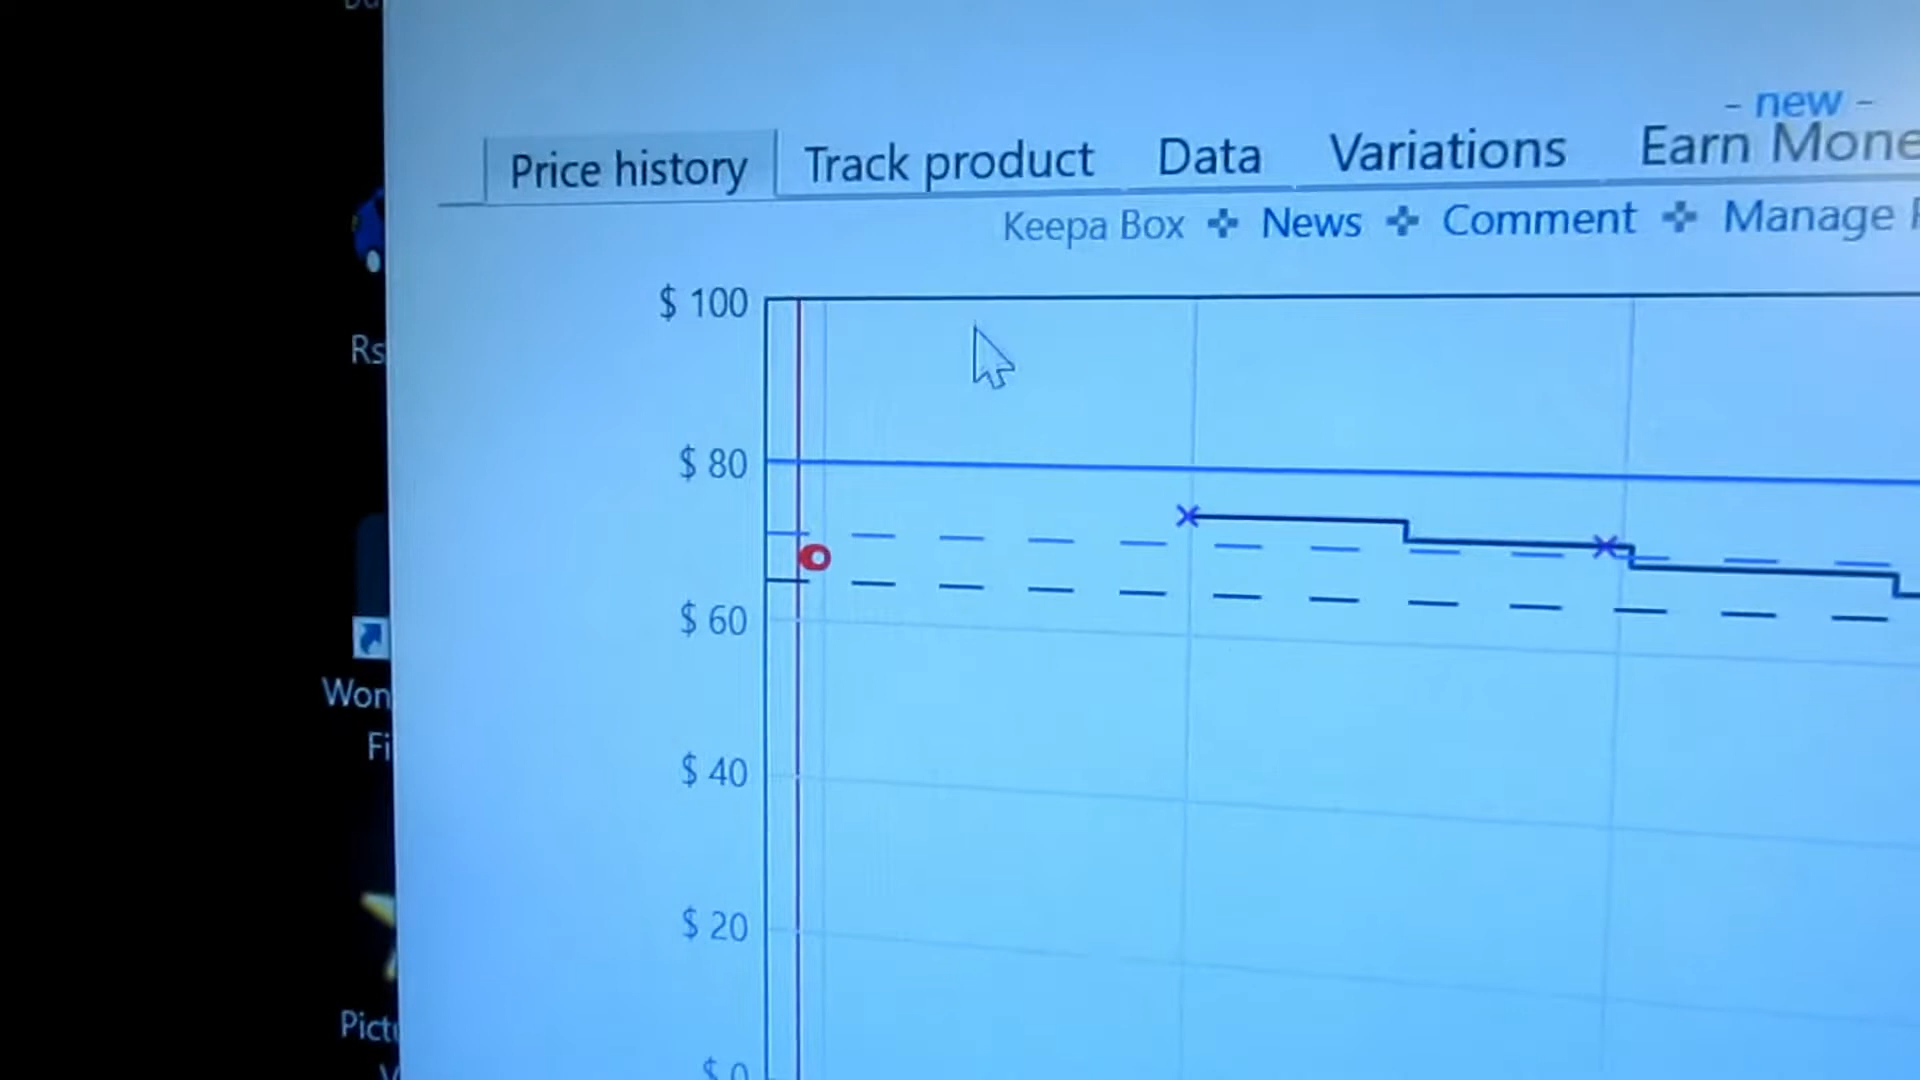 - new -
Price history Track product Data Variations Earn Mone
Keepa Box ✜ News ✜ Comment ✜ Manage
$ 100
$ 80
$ 60
$ 40
$ 20
$ 0
Rs
Won
Fi
Pict